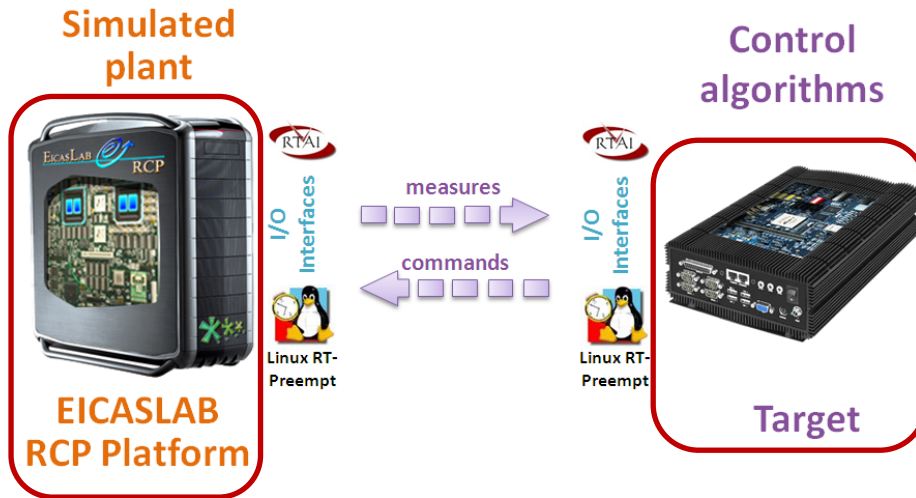 Simulated
plant
EICASLAB
RCP
EICASLAB
RCP Platform
RTAI
I/O
Interfaces
Linux RT-
Preempt
measures
commands
RTAI
I/O
Interfaces
Linux RT-
Preempt
Control
algorithms
Target